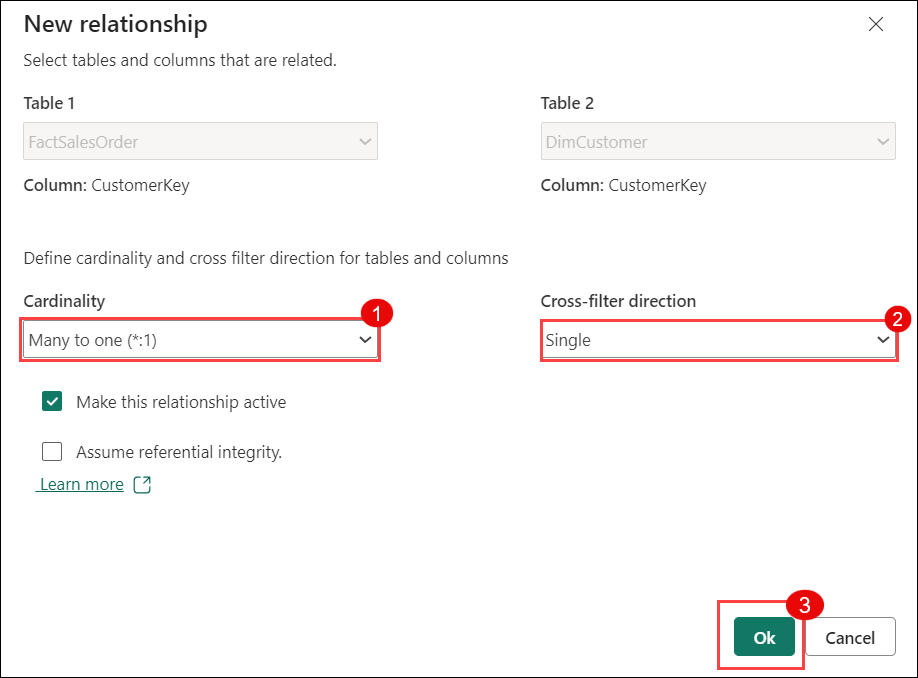 New relationship
Select tables and columns that are related.
Table 1
Table 2
FactSalesOrder
DimCustomer
Column: CustomerKey
Column: CustomerKey
Define cardinality and cross filter direction for tables and columns
Cardinality
1
Cross-filter direction
2
Many to one (*:1)
Single
Make this relationship active
Assume referential integrity.
Learn more
3
Ok
Cancel